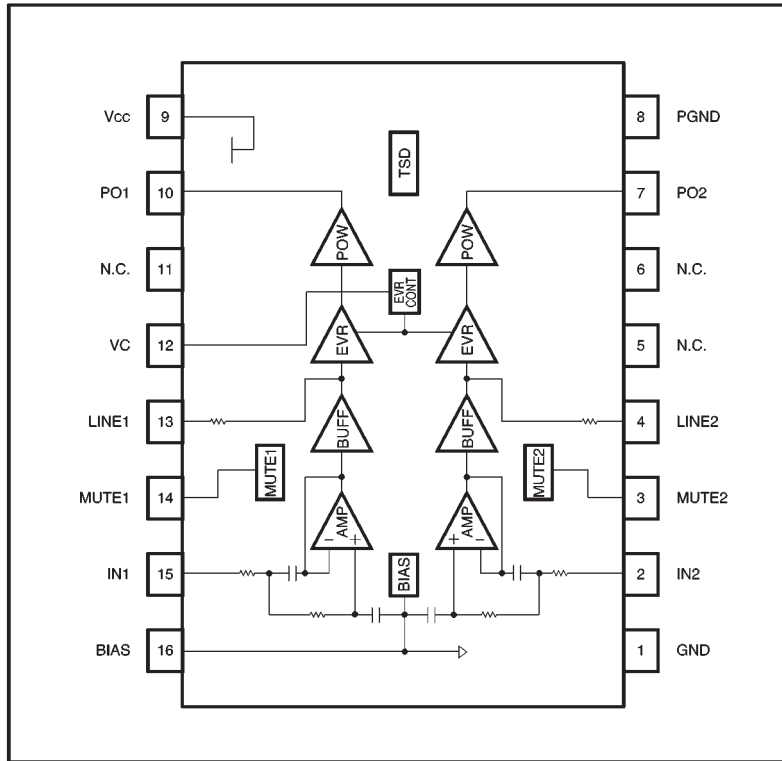 Vcc 9
8 PGND
TSD
PO1 10
7 PO2
POW
POW
N.C. 11
6 N.C.
EVR
CONT
VC 12
EVR
EVR
5 N.C.
LINE1 13
BUFF
BUFF
4 LINE2
MUTE1 14
MUTE1
MUTE2
3 MUTE2
AMP
− +
AMP
+ −
IN1 15
BIAS
2 IN2
BIAS 16
1 GND